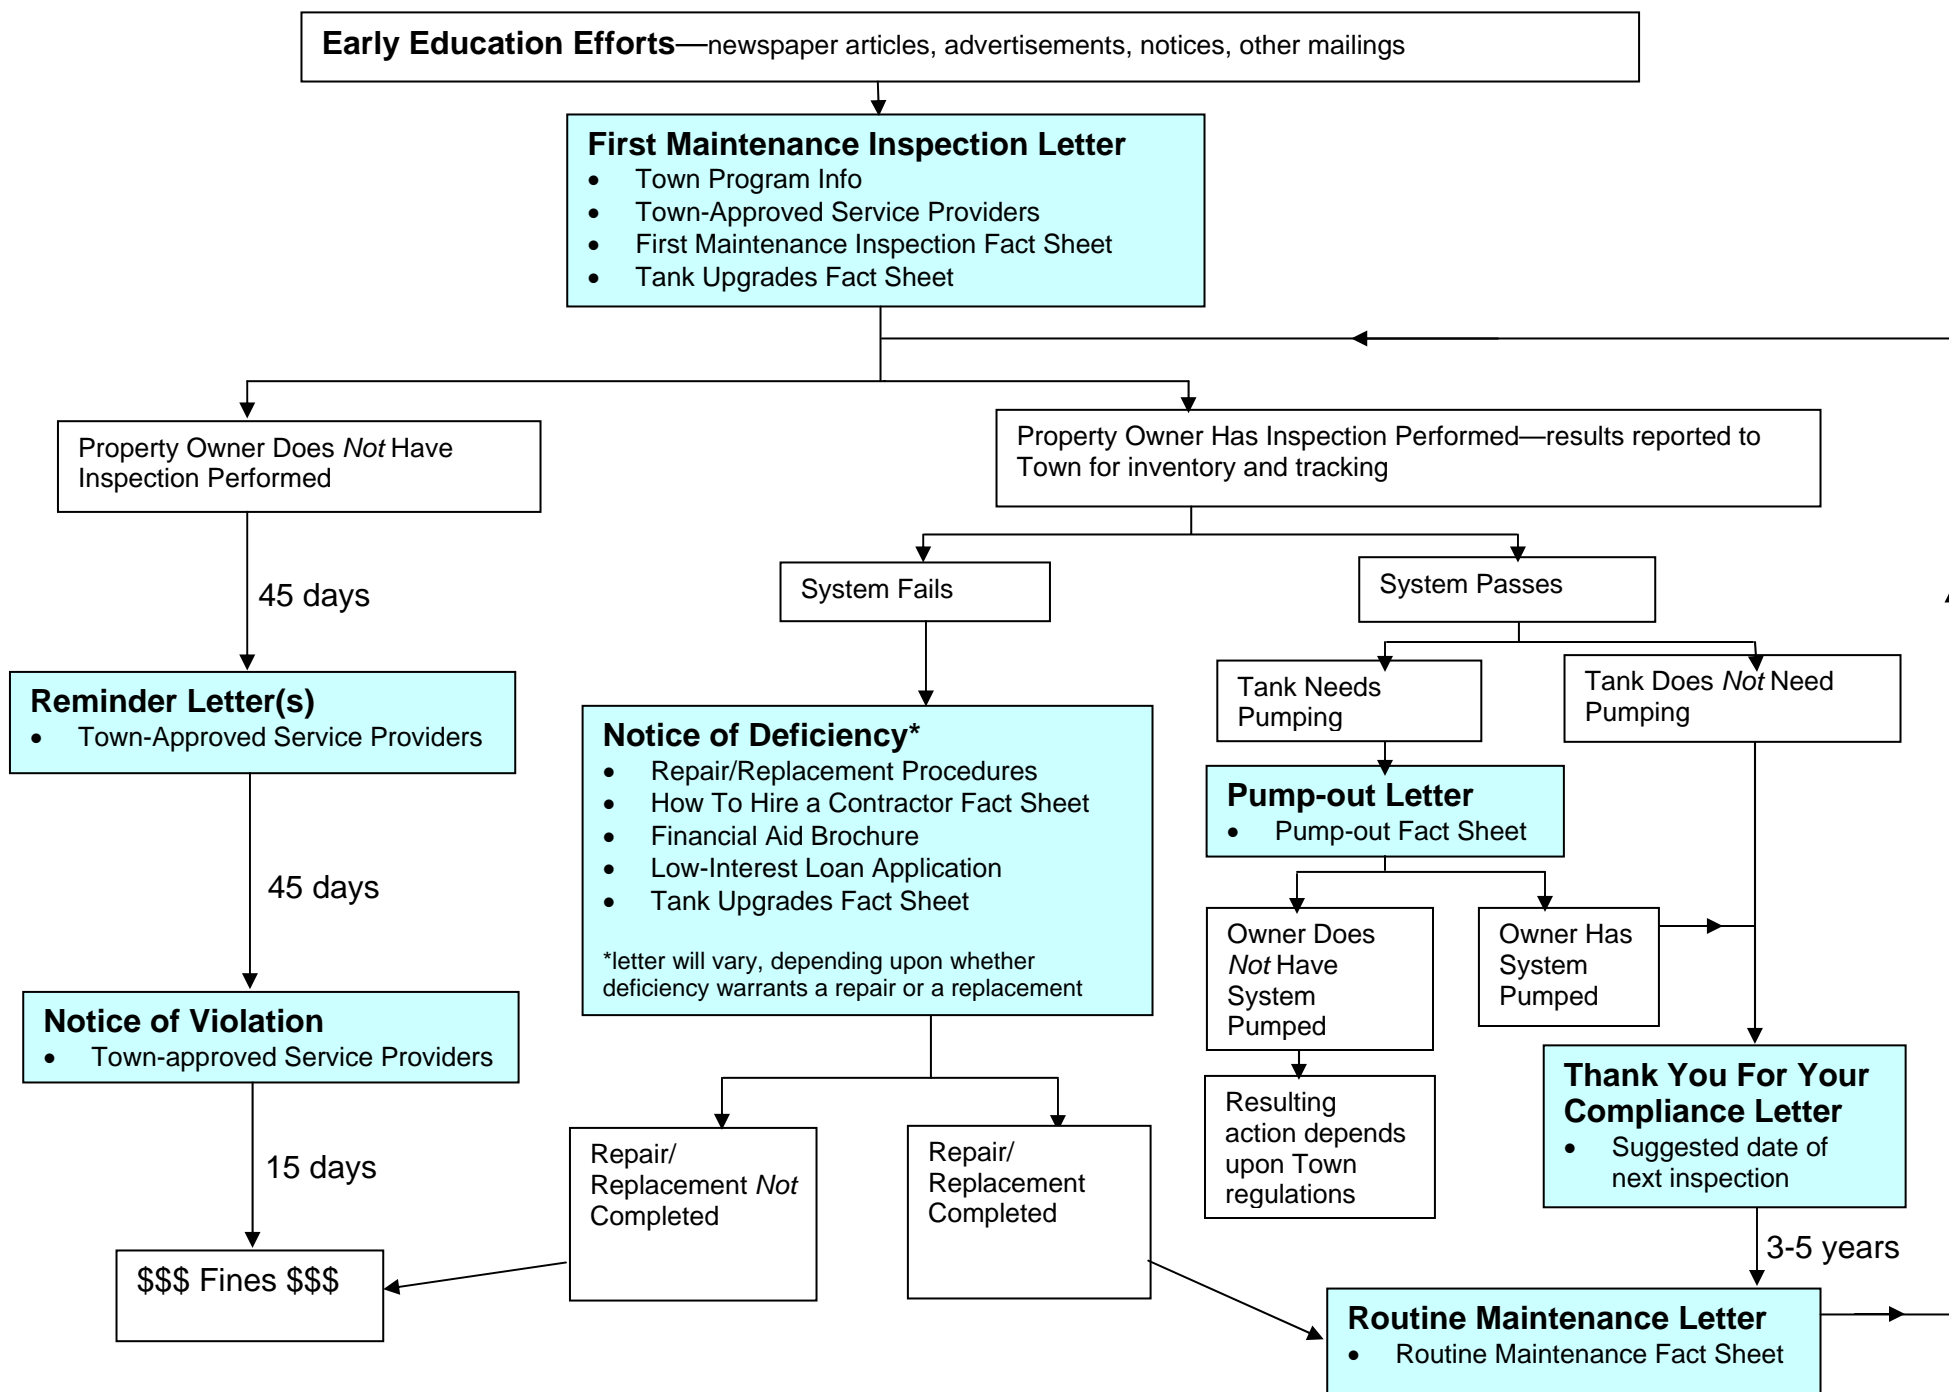 Early Education Efforts—newspaper articles, advertisements, notices, other mailings
First Maintenance Inspection Letter
• Town Program Info
• Town-Approved Service Providers
• First Maintenance Inspection Fact Sheet
• Tank Upgrades Fact Sheet
Property Owner Does Not Have
Inspection Performed
Property Owner Has Inspection Performed—results reported to
Town for inventory and tracking
45 days
System Fails
System Passes
Reminder Letter(s)
• Town-Approved Service Providers
Tank Needs
Pumping
Tank Does Not Need
Pumping
Notice of Deficiency*
• Repair/Replacement Procedures
• How To Hire a Contractor Fact Sheet
• Financial Aid Brochure
• Low-Interest Loan Application
• Tank Upgrades Fact Sheet
*letter will vary, depending upon whether
deficiency warrants a repair or a replacement
Pump-out Letter
• Pump-out Fact Sheet
45 days
Owner Does
Not Have
System
Pumped
Owner Has
System
Pumped
Notice of Violation
• Town-approved Service Providers
Resulting
action depends
upon Town
regulations
Thank You For Your
Compliance Letter
• Suggested date of
next inspection
15 days
Repair/
Replacement Not
Completed
Repair/
Replacement
Completed
3-5 years
$$$ Fines $$$
Routine Maintenance Letter
• Routine Maintenance Fact Sheet